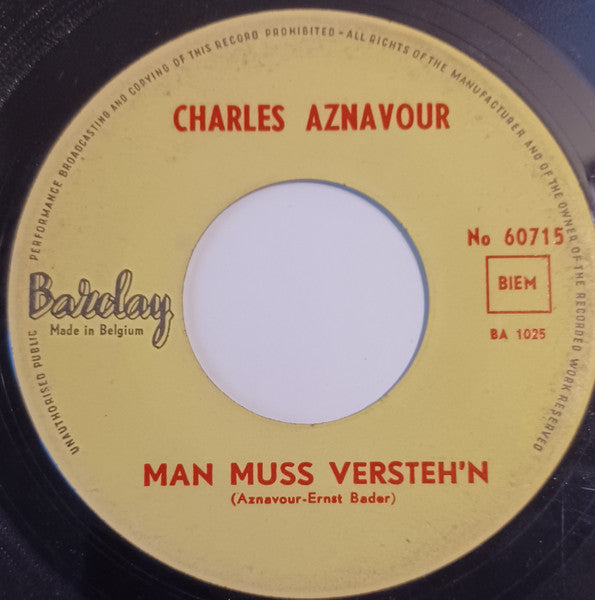 UNAUTHORISED PUBLIC PERFORMANCE BROADCASTING AND COPYING OF THIS RECORD PROHIBITED - ALL RIGHTS OF THE MANUFACTURER AND OF THE OWNER OF THE RECORDED WORK RESERVED
CHARLES AZNAVOUR
No 60715
BIEM
BA 1025
Barclay
Made in Belgium
MAN MUSS VERSTEH'N
(Aznavour-Ernst Bader)